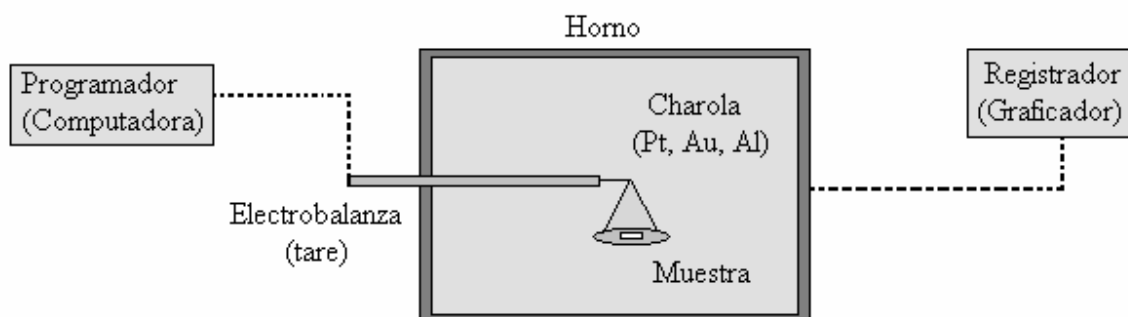 Horno
Programador
(Computadora)
Registrador
(Graficador)
Charola
(Pt, Au, Al)
Electrobalanza
(tare)
Muestra